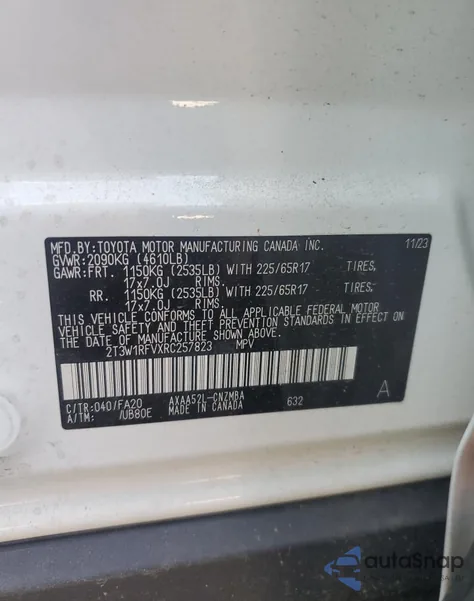 MFD.BY:TOYOTA MOTOR MANUFACTURING CANADA INC. 11/23
GVWR:2090KG (4610LB)
GAWR:FRT. 1150KG (2535LB) WITH 225/65R17 TIRES,
17x7.0J RIMS.
RR. 1150KG (2535LB) WITH 225/65R17 TIRES,
17x7.0J RIMS.
THIS VEHICLE CONFORMS TO ALL APPLICABLE FEDERAL MOTOR
VEHICLE SAFETY AND BUMPER STANDARDS IN EFFECT
ON THE DATE OF MANUFACTURE SHOWN ABOVE.
2T3W1RFVXRC257823 MPV
C/TR:040/FA20 AXAA52L-CNZMBA 632 A
A/TM: /UB80E MADE IN CANADA
autoSnap